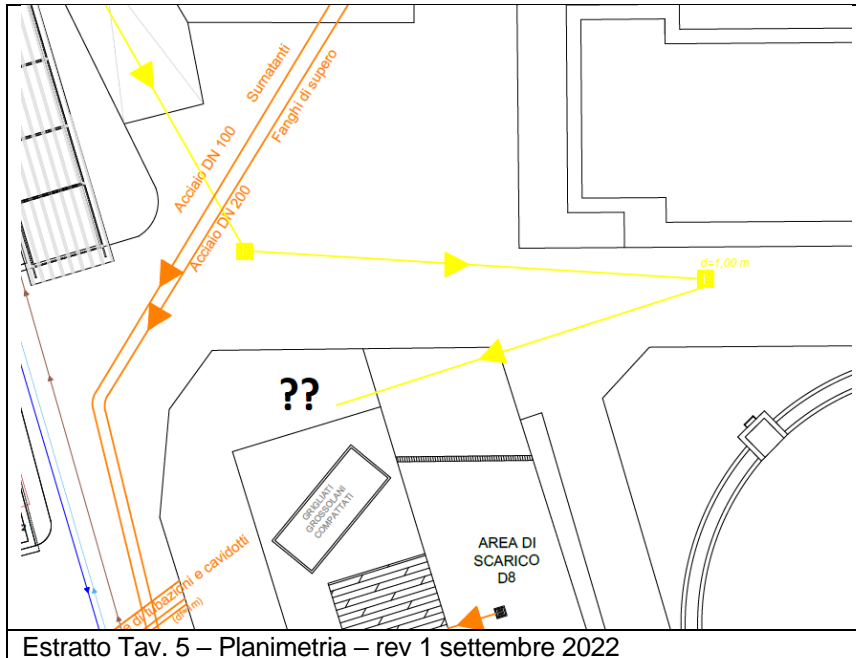 Surnatanti
Acciaio DN 100
Fanghi di supero
Acciaio DN 200
d=1,00 m
??
GRIGLIATI
GROSSOLANI
COMPATTATI
AREA DI
SCARICO
D8
di tubazioni e cavidotti
Estratto Tav. 5 – Planimetria – rev 1 settembre 2022